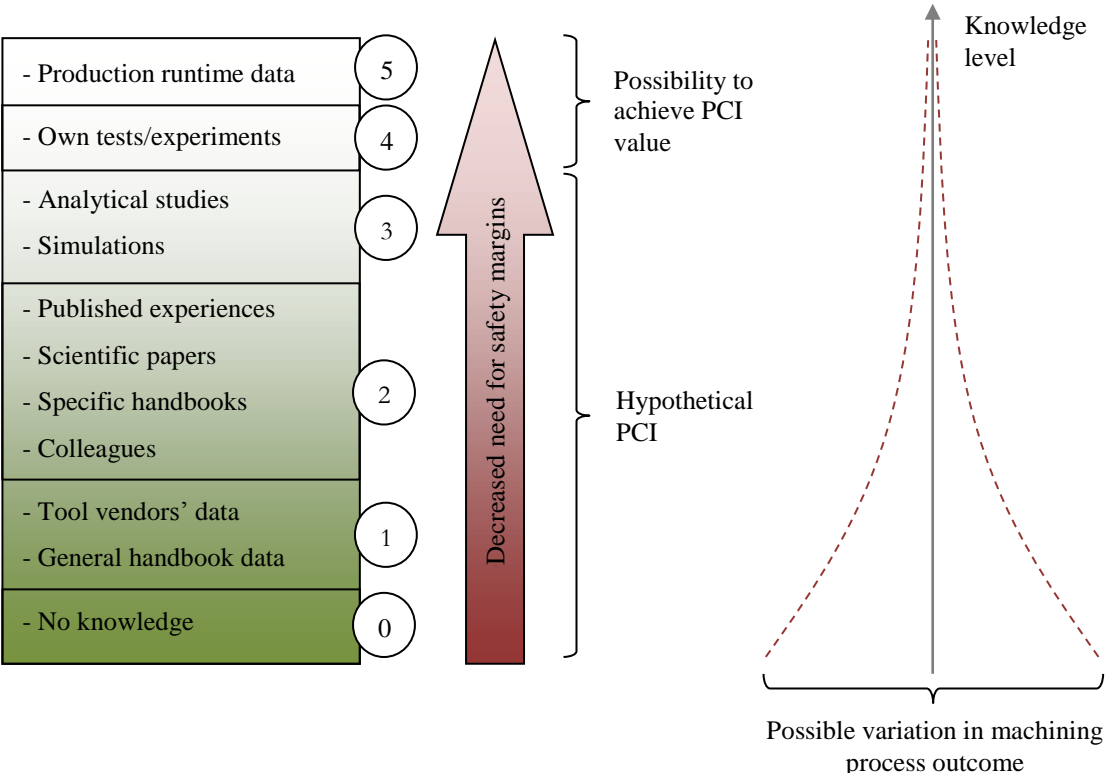 - Production runtime data
5
- Own tests/experiments
4
- Analytical studies
- Simulations
3
- Published experiences
- Scientific papers
- Specific handbooks
- Colleagues
2
- Tool vendors’ data
- General handbook data
1
- No knowledge
0
Decreased need for safety margins
Possibility to
achieve PCI
value
Hypothetical
PCI
Knowledge
level
Possible variation in machining
process outcome